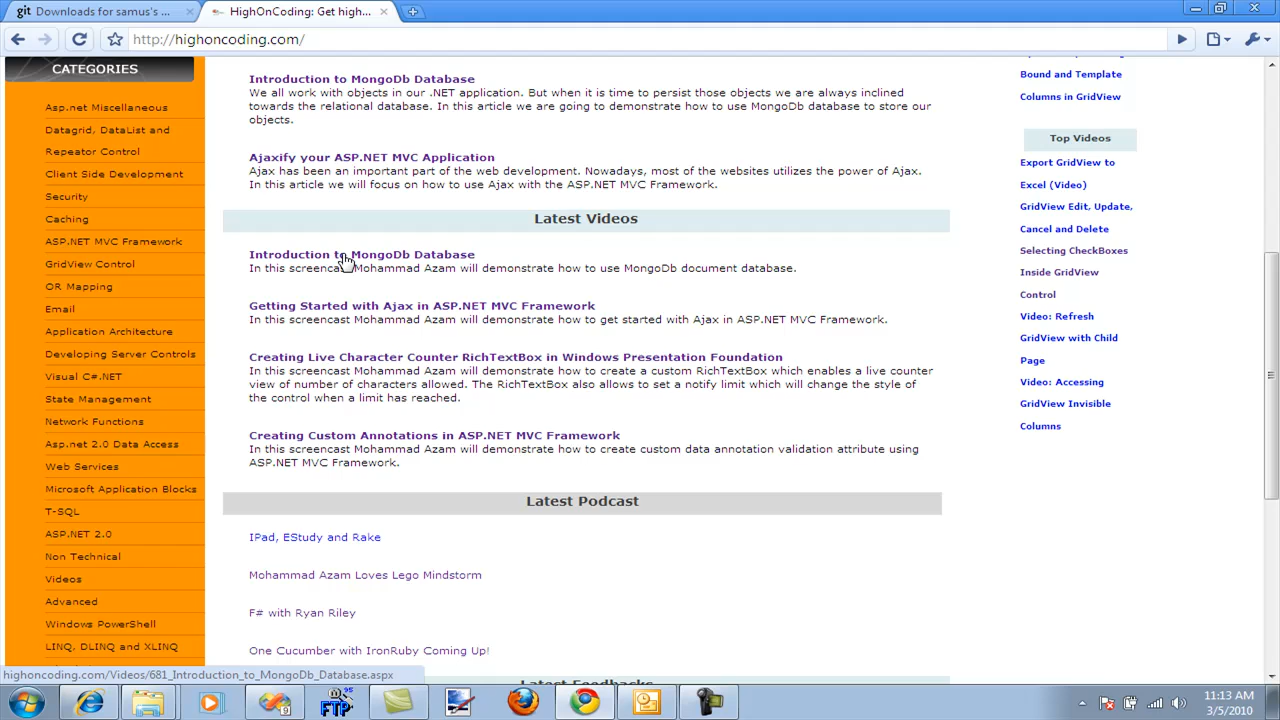 git Downloads for samus's ...
HighOnCoding: Get high...
http://highoncoding.com/
CATEGORIES
Asp.net Miscellaneous
Datagrid, DataList and
Repeator Control
Client Side Development
Security
Caching
ASP.NET MVC Framework
GridView Control
OR Mapping
Email
Application Architecture
Developing Server Controls
Visual C#.NET
State Management
Network Functions
Asp.net 2.0 Data Access
Web Services
Microsoft Application Blocks
T-SQL
ASP.NET 2.0
Non Technical
Videos
Advanced
Windows PowerShell
LINQ, DLINQ and XLINQ
Introduction to MongoDb Database
We all work with objects in our .NET application. But when it is time to persist those objects we are always inclined
towards the relational database. In this article we are going to demonstrate how to use MongoDb database to store our
objects.
Ajaxify your ASP.NET MVC Application
Ajax has been an important part of the web development. Nowadays, most of the websites utilizes the power of Ajax.
In this article we will focus on how to use Ajax with the ASP.NET MVC Framework.
Latest Videos
Introduction to MongoDb Database
In this screencast Mohammad Azam will demonstrate how to use MongoDb document database.
Getting Started with Ajax in ASP.NET MVC Framework
In this screencast Mohammad Azam will demonstrate how to get started with Ajax in ASP.NET MVC Framework.
Creating Live Character Counter RichTextBox in Windows Presentation Foundation
In this screencast Mohammad Azam will demonstrate how to create a custom RichTextBox which enables a live counter
view of number of characters allowed. The RichTextBox also allows to set a notify limit which will change the style of
the control when a limit has reached.
Creating Custom Annotations in ASP.NET MVC Framework
In this screencast Mohammad Azam will demonstrate how to create custom data annotation validation attribute using
ASP.NET MVC Framework.
Latest Podcast
IPad, EStudy and Rake
Mohammad Azam Loves Lego Mindstorm
F# with Ryan Riley
One Cucumber with IronRuby Coming Up!
Latest Feedbacks
Bound and Template
Columns in GridView
Top Videos
Export GridView to
Excel (Video)
GridView Edit, Update,
Cancel and Delete
Selecting CheckBoxes
Inside GridView
Control
Video: Refresh
GridView with Child
Page
Video: Accessing
GridView Invisible
Columns
highoncoding.com/Videos/681_Introduction_to_MongoDb_Database.aspx
FTP
11:13 AM
3/5/2010